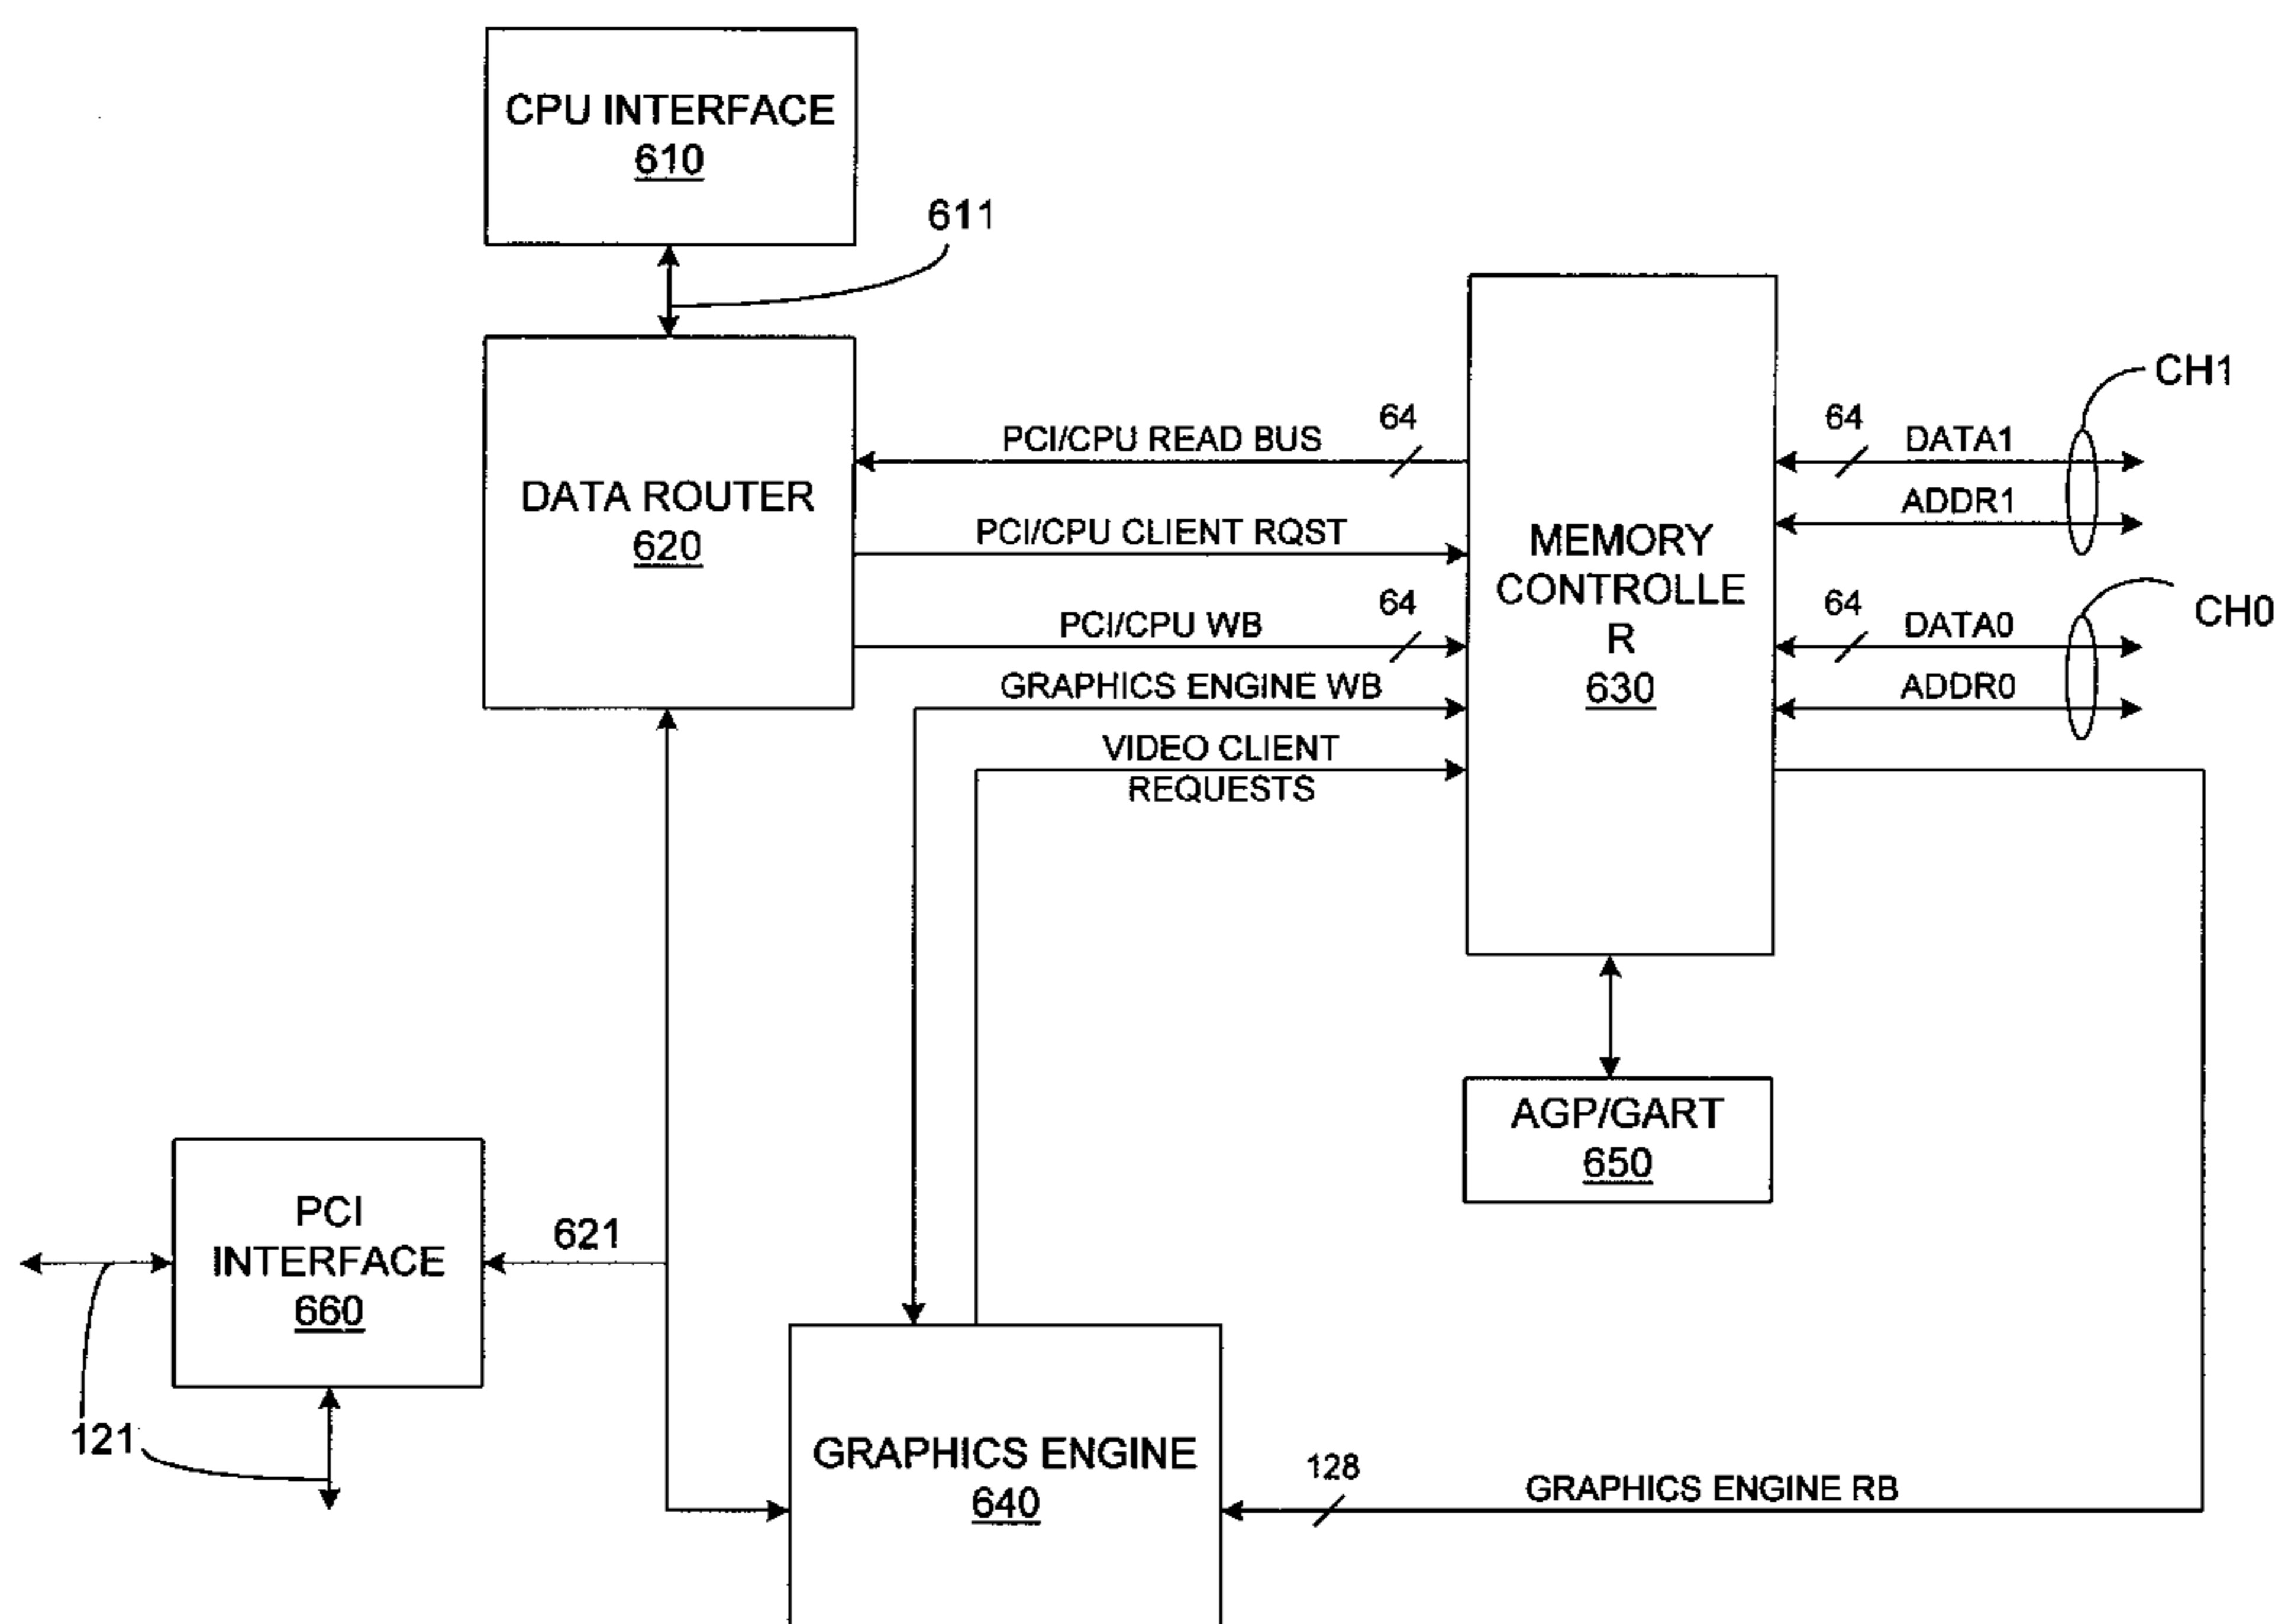 CPU INTERFACE
610
611
DATA ROUTER
620
PCI/CPU READ BUS
64
PCI/CPU CLIENT RQST
PCI/CPU WB
64
GRAPHICS ENGINE WB
VIDEO CLIENT
REQUESTS
MEMORY
CONTROLLE
R
630
64
DATA1
ADDR1
CH1
64
DATA0
ADDR0
CH0
AGP/GART
650
PCI
INTERFACE
660
621
121
GRAPHICS ENGINE
640
128
GRAPHICS ENGINE RB